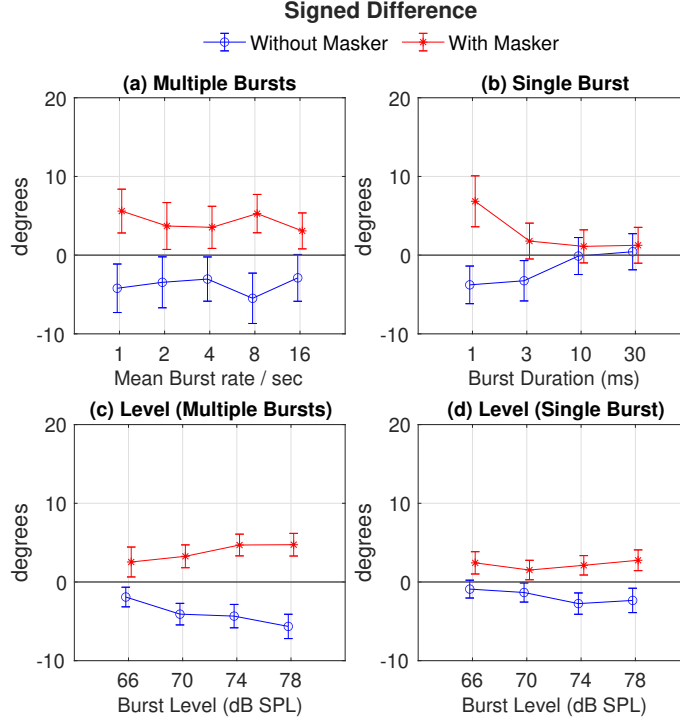 Signed Difference
Without Masker With Masker
(a) Multiple Bursts
20
10
0
-10
degrees
1 2 4 8 16
Mean Burst rate / sec
(b) Single Burst
20
10
0
-10
degrees
1 3 10 30
Burst Duration (ms)
(c) Level (Multiple Bursts)
20
10
0
-10
degrees
66 70 74 78
Burst Level (dB SPL)
(d) Level (Single Burst)
20
10
0
-10
degrees
66 70 74 78
Burst Level (dB SPL)